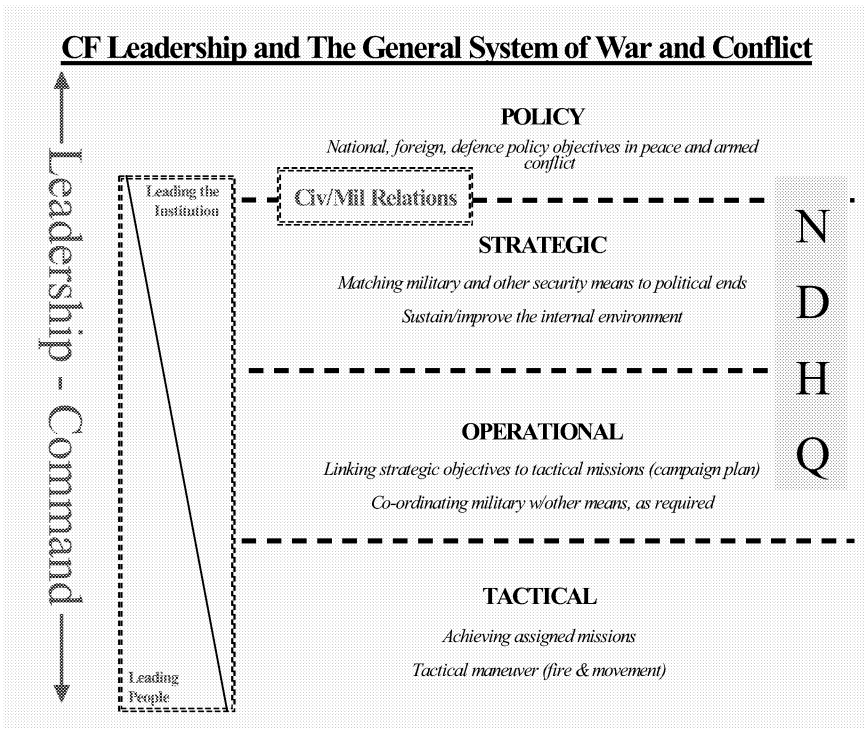 CF Leadership and The General System of War and Conflict
Leadership - Command
Leading the
Institution
Leading
People
POLICY
National, foreign, defence policy objectives in peace and armed
conflict
Civ/Mil Relations
STRATEGIC
Matching military and other security means to political ends
Sustain/improve the internal environment
OPERATIONAL
Linking strategic objectives to tactical missions (campaign plan)
Co-ordinating military w/other means, as required
TACTICAL
Achieving assigned missions
Tactical maneuver (fire & movement)
N
D
H
Q